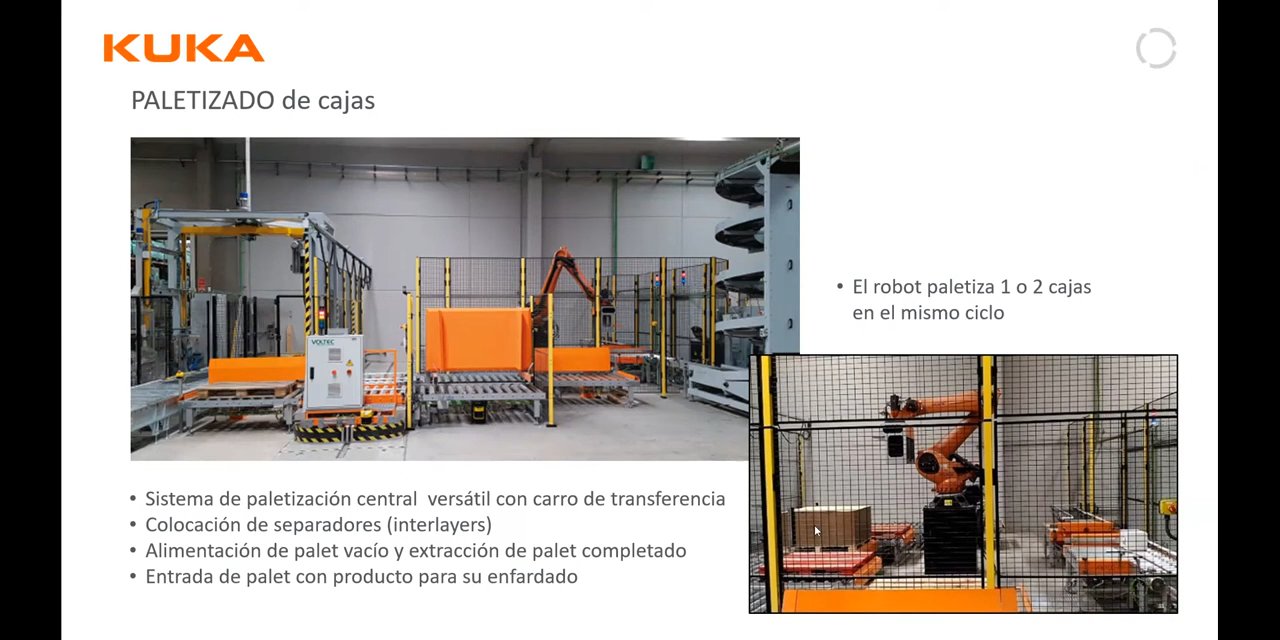 KUKA
PALETIZADO de cajas
VOLTEC
El robot paletiza 1 o 2 cajas
en el mismo ciclo
Sistema de paletización central versátil con carro de transferencia
Colocación de separadores (interlayers)
Alimentación de palet vacío y extracción de palet completado
Entrada de palet con producto para su enfardado